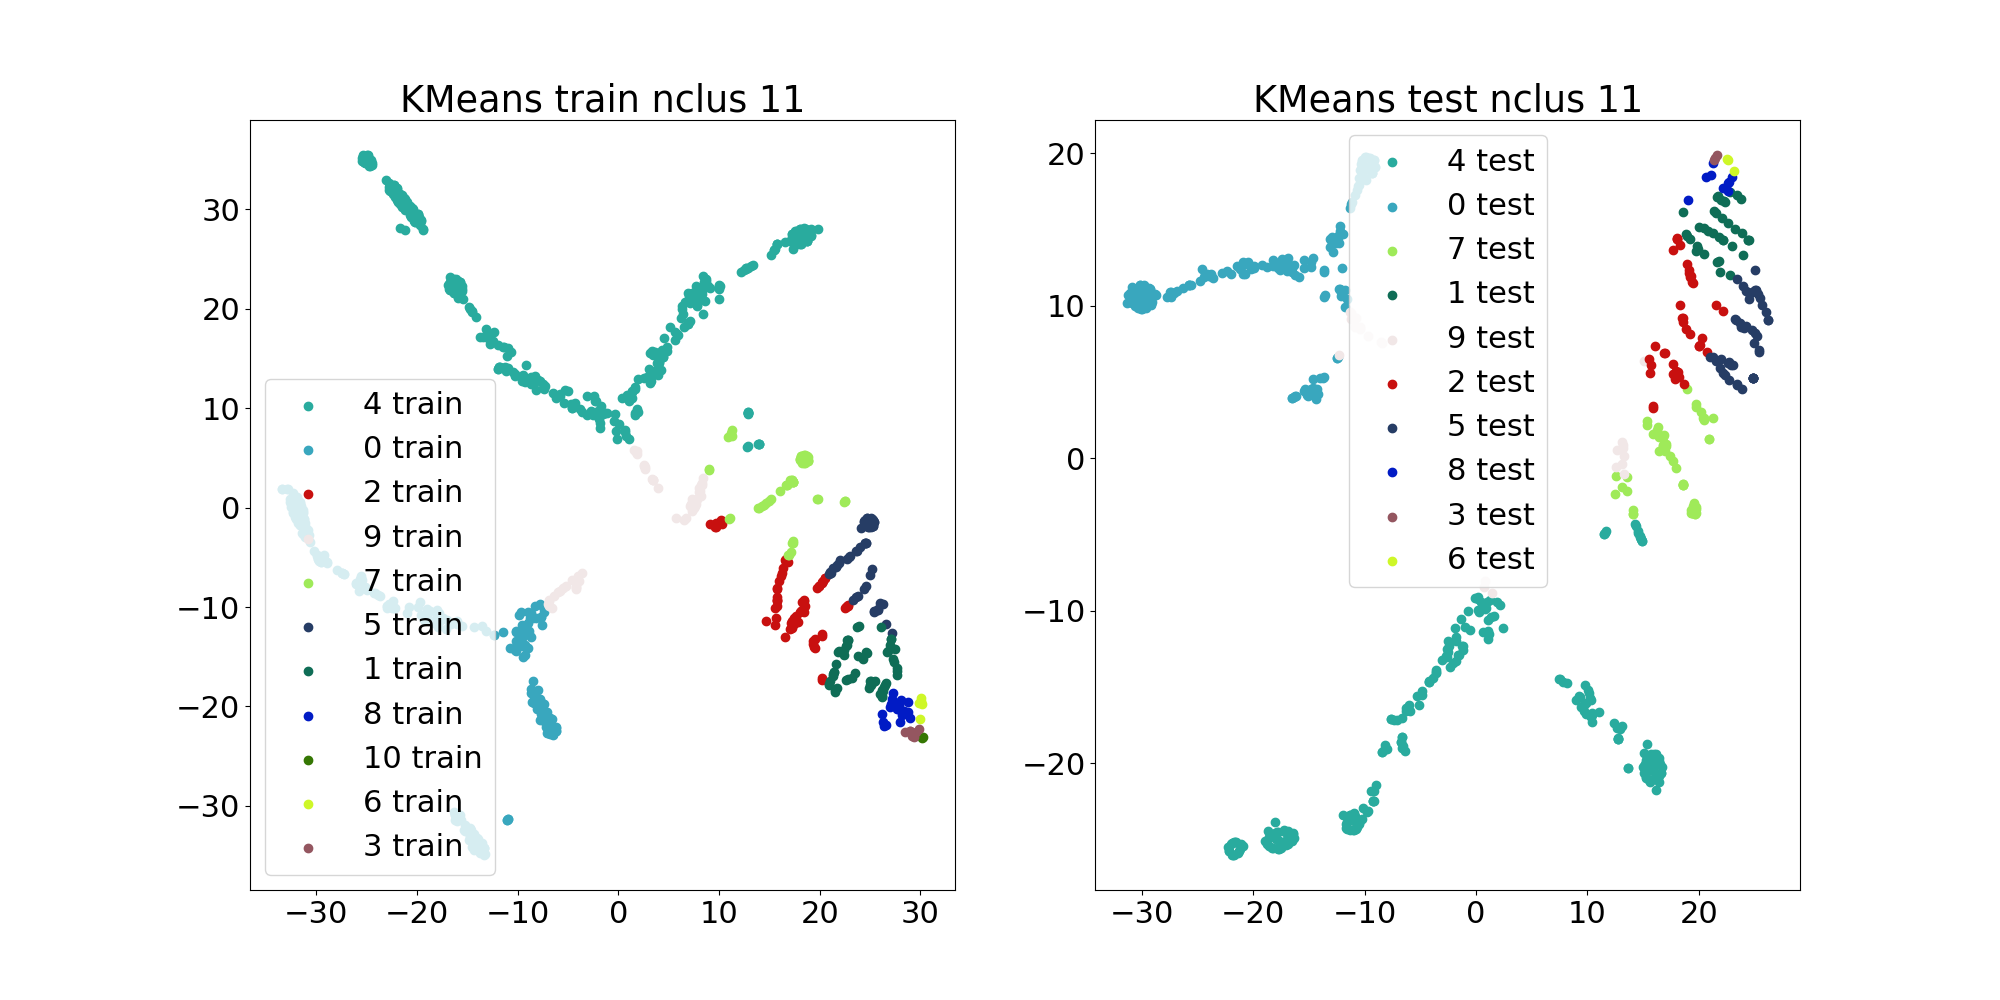 KMeans train nclus 11
30
20
10
0
−10
−20
−30
−30 −20 −10 0 10 20 30
4 train
0 train
2 train
9 train
7 train
5 train
1 train
8 train
10 train
6 train
3 train
KMeans test nclus 11
20
10
0
−10
−20
−30 −20 −10 0 10 20
4 test
0 test
7 test
1 test
9 test
2 test
5 test
8 test
3 test
6 test